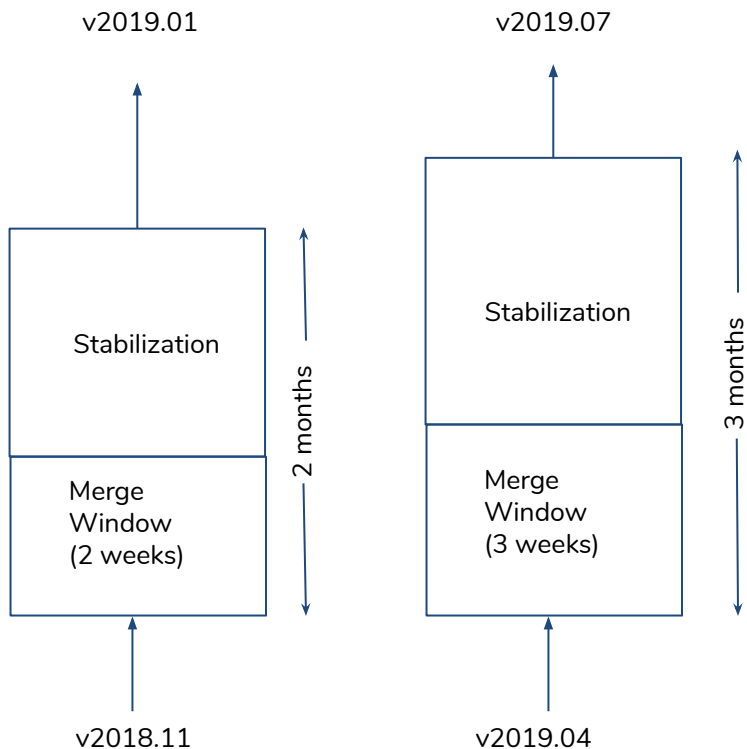 v2019.01
Stabilization
Merge
Window
(2 weeks)
2 months
v2018.11
v2019.07
Stabilization
Merge
Window
(3 weeks)
3 months
v2019.04